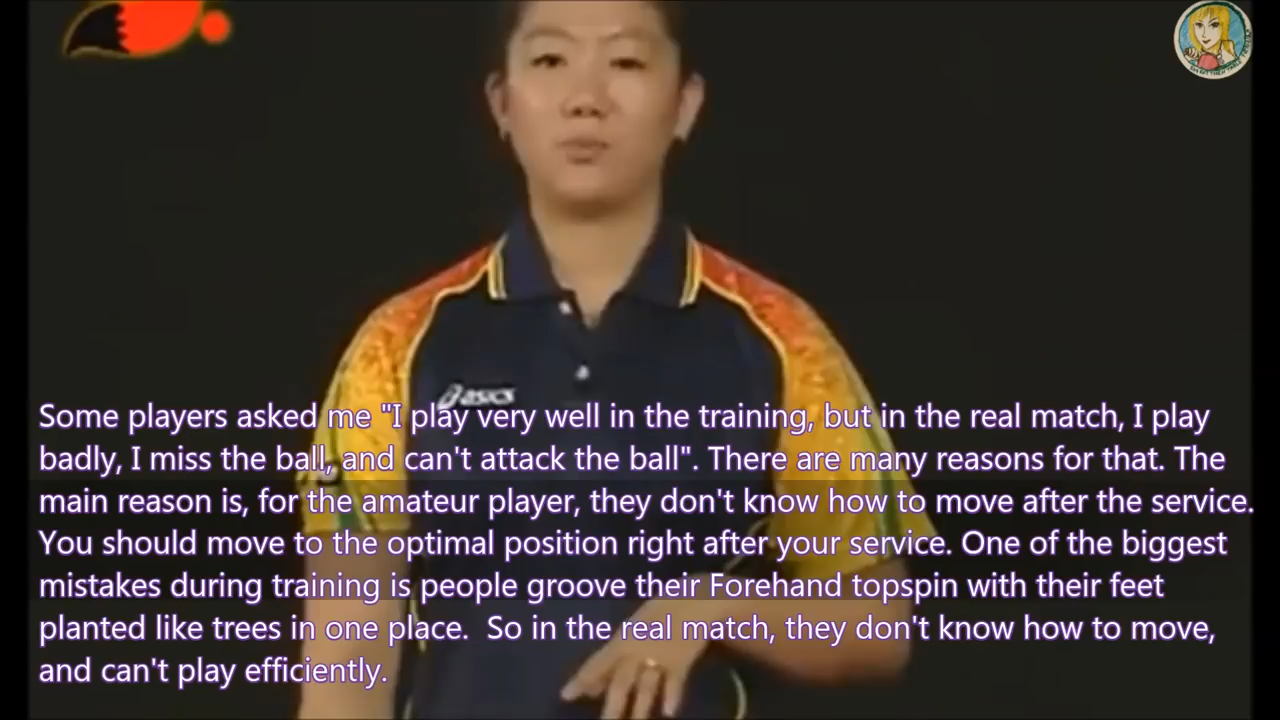 asics
Some players asked me "I play very well in the training, but in the real match, I play
badly, I miss the ball, and can't attack the ball". There are many reasons for that. The
main reason is, for the amateur player, they don't know how to move after the service.
You should move to the optimal position right after your service. One of the biggest
mistakes during training is people groove their Forehand topspin with their feet
planted like trees in one place.  So in the real match, they don't know how to move,
and can't play efficiently.